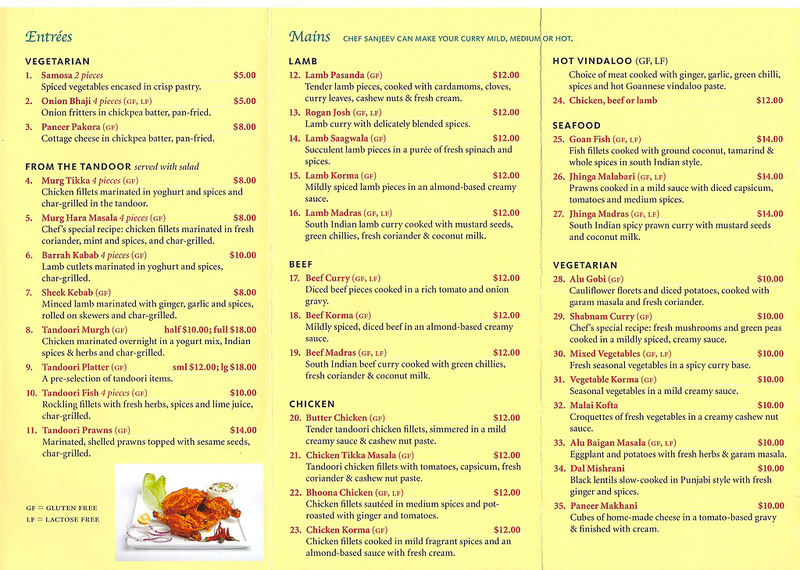 Entrées
VEGETARIAN
1. Samosa 2 pieces $5.00
Spiced vegetables encased in crisp pastry.
2. Onion Bhaji 4 pieces (GF, LF) $5.00
Onion fritters in chickpea batter, pan-fried.
3. Paneer Pakora (GF) $8.00
Cottage cheese in chickpea batter, pan-fried.
FROM THE TANDOOR served with salad
4. Murg Tikka 4 pieces (GF) $8.00
Chicken fillets marinated in yoghurt and spices and
char-grilled in the tandoor.
5. Murg Hara Masala 4 pieces (GF) $8.00
Chef's special recipe: chicken fillets marinated in fresh
coriander, mint and spices, and char-grilled.
6. Barrah Kabab 4 pieces (GF) $10.00
Lamb cutlets marinated in yoghurt and spices,
char-grilled.
7. Sheek Kebab (GF) $8.00
Minced lamb marinated with ginger, garlic and spices,
rolled on skewers and char-grilled.
8. Tandoori Murgh (GF) half $10.00; full $18.00
Chicken marinated overnight in a yogurt mix, Indian
spices & herbs and char-grilled.
9. Tandoori Platter (GF) sml $12.00; lg $18.00
A pre-selection of tandoori items.
10. Tandoori Fish 4 pieces (GF) $10.00
Rockling fillets with fresh herbs, spices and lime juice,
char-grilled.
11. Tandoori Prawns (GF) $14.00
Marinated, shelled prawns topped with sesame seeds,
char-grilled.
GF = GLUTEN FREE
LF = LACTOSE FREE
Mains CHEF SANJEEV CAN MAKE YOUR CURRY MILD, MEDIUM OR HOT.
LAMB
12. Lamb Pasanda (GF) $12.00
Tender lamb pieces, cooked with cardamoms, cloves,
curry leaves, cashew nuts & fresh cream.
13. Rogan Josh (GF, LF) $12.00
Lamb curry with delicately blended spices.
14. Lamb Saagwala (GF) $12.00
Succulent lamb pieces in a purée of fresh spinach and
spices.
15. Lamb Korma (GF) $12.00
Mildly spiced lamb pieces in an almond-based creamy
sauce.
16. Lamb Madras (GF, LF) $12.00
South Indian lamb curry cooked with mustard seeds,
green chillies, fresh coriander & coconut milk.
BEEF
17. Beef Curry (GF, LF) $12.00
Diced beef pieces cooked in a rich tomato and onion
gravy.
18. Beef Korma (GF) $12.00
Mildly spiced, diced beef in an almond-based creamy
sauce.
19. Beef Madras (GF, LF) $12.00
South Indian beef curry cooked with green chillies,
fresh coriander & coconut milk.
CHICKEN
20. Butter Chicken (GF) $12.00
Tender tandoori chicken fillets, simmered in a mild
creamy sauce & cashew nut paste.
21. Chicken Tikka Masala (GF) $12.00
Tandoori chicken fillets with tomatoes, capsicum, fresh
coriander & cashew nut paste.
22. Bhoona Chicken (GF, LF) $12.00
Chicken fillets sautéed in medium spices and pot-
roasted with ginger and tomatoes.
23. Chicken Korma (GF) $12.00
Chicken fillets cooked in mild fragrant spices and an
almond-based sauce with fresh cream.
HOT VINDALOO (GF, LF)
Choice of meat cooked with ginger, garlic, green chilli,
spices and hot Goannese vindaloo paste.
24. Chicken, beef or lamb $12.00
SEAFOOD
25. Goan Fish (GF, LF) $14.00
Fish fillets cooked with ground coconut, tamarind &
whole spices in south Indian style.
26. Jhinga Malabari (GF, LF) $14.00
Prawns cooked in a mild sauce with diced capsicum,
tomatoes and medium spices.
27. Jhinga Madras (GF, LF) $14.00
South Indian spicy prawn curry with mustard seeds
and coconut milk.
VEGETARIAN
28. Alu Gobi (GF, LF) $10.00
Cauliflower florets and diced potatoes, cooked with
garam masala and fresh coriander.
29. Shabnam Curry (GF) $10.00
Chef's special recipe: fresh mushrooms and green peas
cooked in a mildly spiced, creamy sauce.
30. Mixed Vegetables (GF, LF) $10.00
Fresh seasonal vegetables in a spicy curry base.
31. Vegetable Korma (GF) $10.00
Seasonal vegetables in a mild creamy sauce.
32. Malai Kofta $10.00
Croquettes of fresh vegetables in a creamy cashew nut
sauce.
33. Alu Baigan Masala (GF, LF) $10.00
Eggplant and potatoes with fresh herbs & garam masala.
34. Dal Mishrani $10.00
Black lentils slow-cooked in Punjabi style with fresh
ginger and spices.
35. Paneer Makhani $10.00
Cubes of home-made cheese in a tomato-based gravy
& finished with cream.